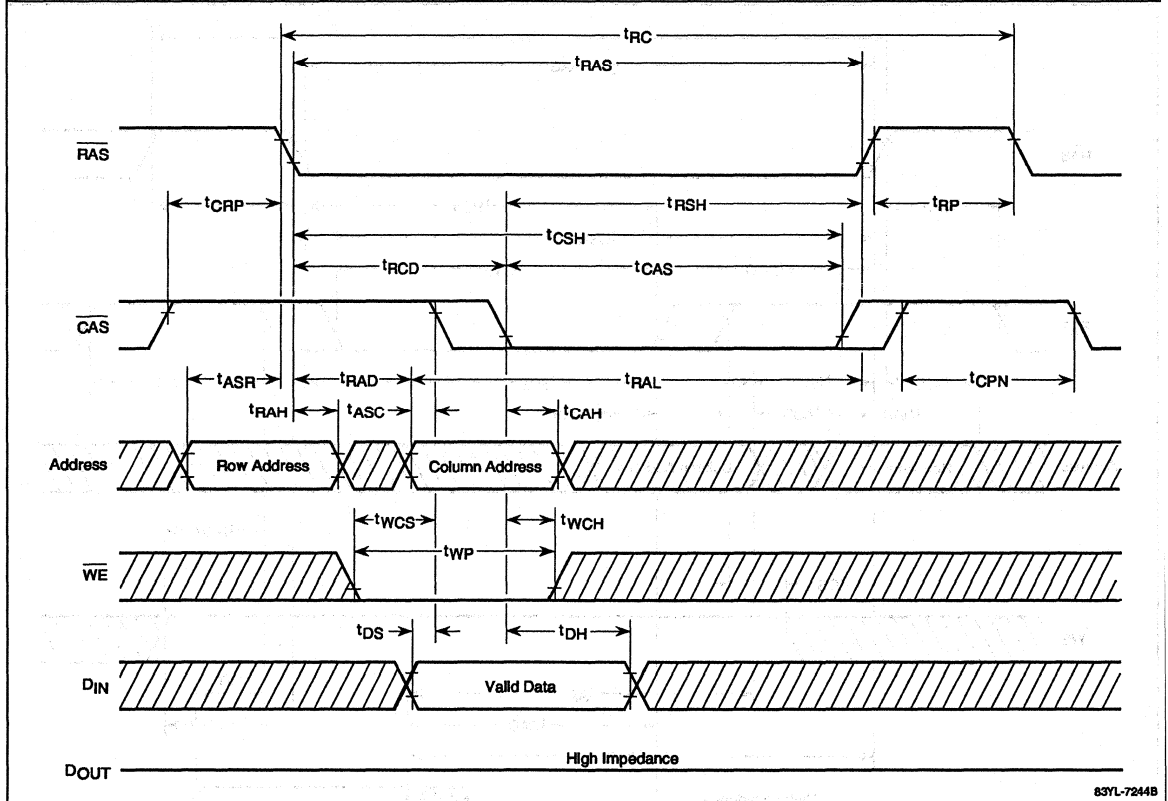 tRC
tRAS
RAS
tCRP
tRSH
tRP
tCSH
tRCD
tCAS
CAS
tASR
tRAD
tRAL
tCPN
tRAH
tASC
tCAH
Address
Row Address
Column Address
tWCS
tWCH
tWP
WE
tDS
tDH
DIN
Valid Data
High Impedance
DOUT
83YL-7244B